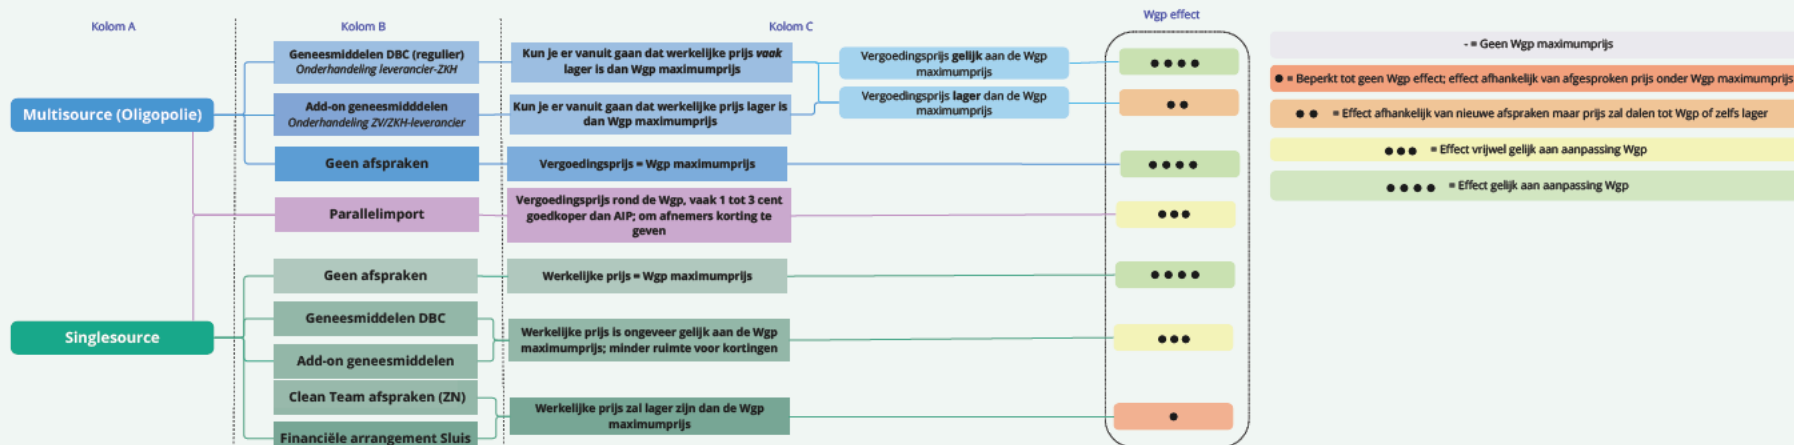 Kolom A
Kolom B
Kolom C
Wgp effect
Multisource (Oligopolie)
Geneesmiddelen DBC (regulier)
Onderhandeling leverancier-ZKH
Kun je er vanuit gaan dat werkelijke prijs vaak
lager is dan Wgp maximumprijs
Vergoedingsprijs gelijk aan de Wgp
maximumprijs
● ● ● ●
Add-on geneesmidddelen
Onderhandeling ZV/ZKH-leverancier
Kun je er vanuit gaan dat werkelijke prijs lager is
dan Wgp maximumprijs
Vergoedingsprijs lager dan de Wgp
maximumprijs
● ●
Geen afspraken
Vergoedingsprijs = Wgp maximumprijs
● ● ● ●
Parallelimport
Vergoedingsprijs rond de Wgp, vaak 1 tot 3 cent
goedkoper dan AIP; om afnemers korting te
geven
● ● ●
Singlesource
Geen afspraken
Werkelijke prijs = Wgp maximumprijs
● ● ● ●
Geneesmiddelen DBC
Add-on geneesmiddelen
Werkelijke prijs is ongeveer gelijk aan de Wgp
maximumprijs; minder ruimte voor kortingen
● ● ●
Clean Team afspraken (ZN)
Financiële arrangement Sluis
Werkelijke prijs zal lager zijn dan de Wgp
maximumprijs
●
- = Geen Wgp maximumprijs
● = Beperkt tot geen Wgp effect; effect afhankelijk van afgesproken prijs onder Wgp maximumprijs
● ● = Effect afhankelijk van nieuwe afspraken maar prijs zal dalen tot Wgp of zelfs lager
● ● ● = Effect vrijwel gelijk aan aanpassing Wgp
● ● ● ● = Effect gelijk aan aanpassing Wgp